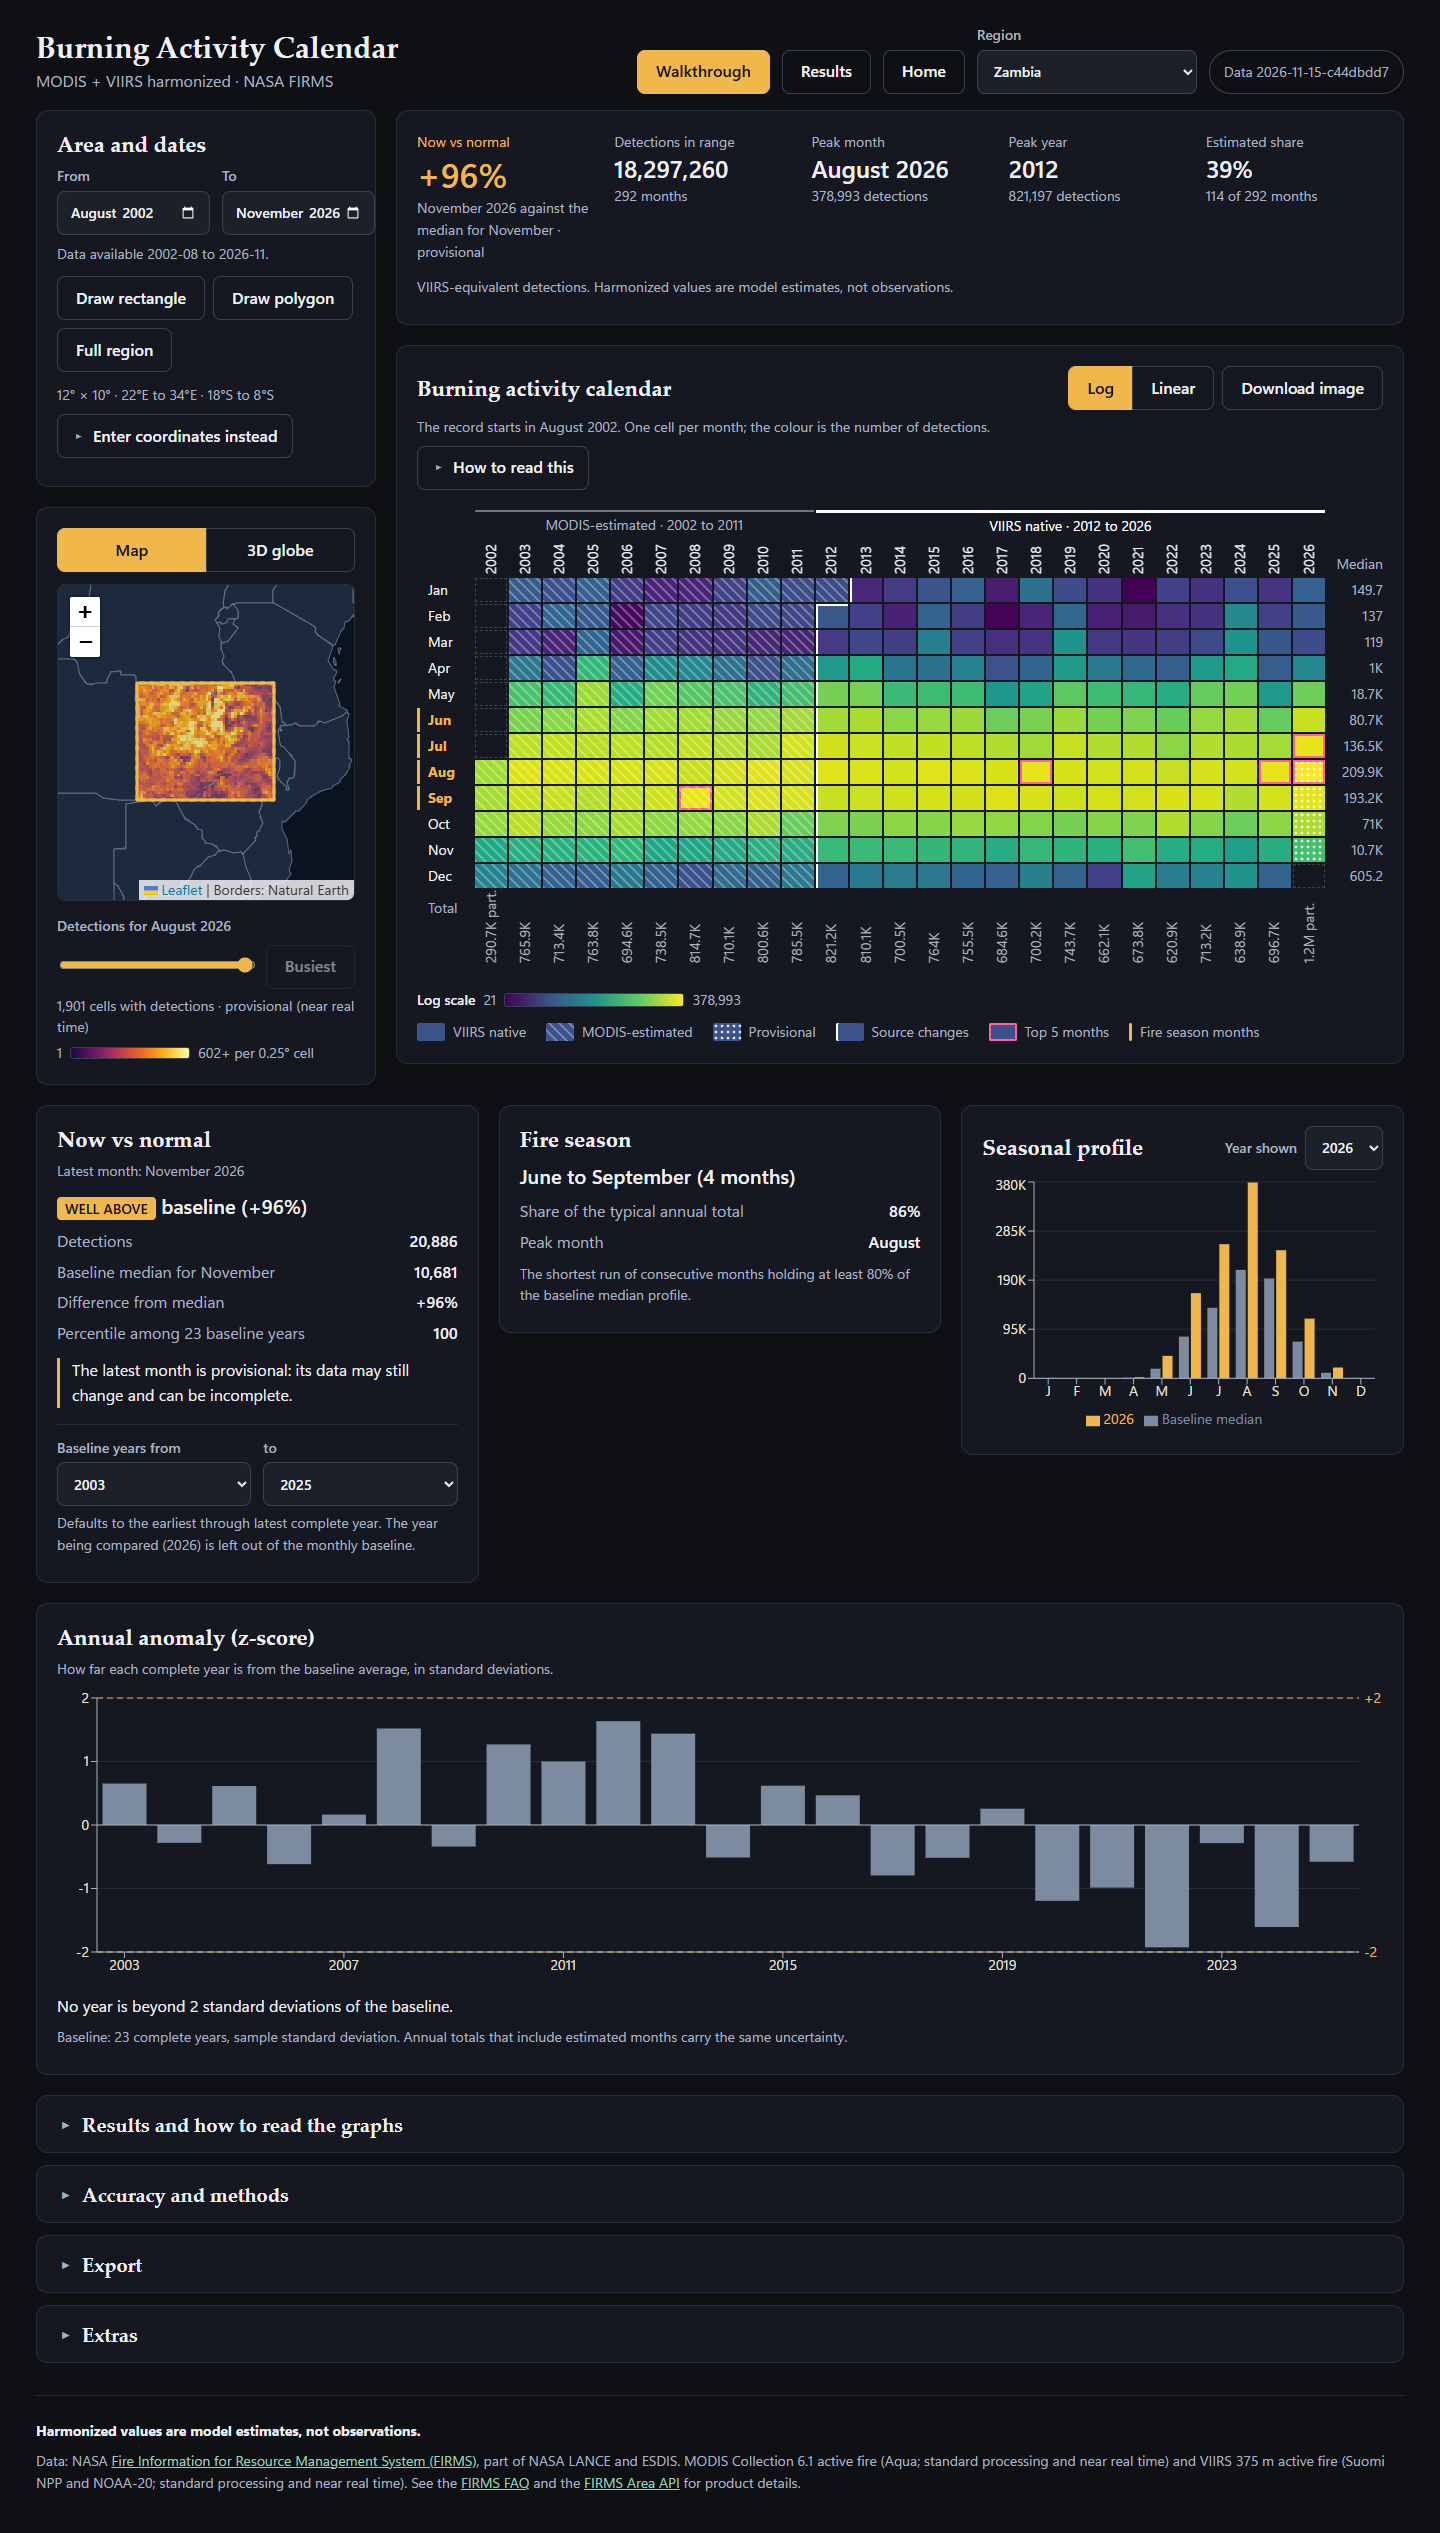 Burning Activity Calendar
MODIS + VIIRS harmonized · NASA FIRMS
Walkthrough
Results
Home
Region
Zambia
Data 2026-11-15-c44dbdd7
Area and dates
From
To
August 2002
November 2026
Data available 2002-08 to 2026-11.
Draw rectangle
Draw polygon
Full region
12° × 10° · 22°E to 34°E · 18°S to 8°S
Enter coordinates instead
Now vs normal
+96%
November 2026 against the
median for November ·
provisional
Detections in range
18,297,260
292 months
Peak month
August 2026
378,993 detections
Peak year
2012
821,197 detections
Estimated share
39%
114 of 292 months
VIIRS-equivalent detections. Harmonized values are model estimates, not observations.
Map
3D globe
+
−
Leaflet | Borders: Natural Earth
Detections for August 2026
Busiest
1,901 cells with detections · provisional (near real
time)
1 602+ per 0.25° cell
Burning activity calendar
Log
Linear
Download image
The record starts in August 2002. One cell per month; the colour is the number of detections.
How to read this
MODIS-estimated · 2002 to 2011
VIIRS native · 2012 to 2026
2002 2003 2004 2005 2006 2007 2008 2009 2010 2011 2012 2013 2014 2015 2016 2017 2018 2019 2020 2021 2022 2023 2024 2025 2026 Median
Jan 149.7
Feb 137
Mar 119
Apr 1K
May 18.7K
Jun 80.7K
Jul 136.5K
Aug 209.9K
Sep 193.2K
Oct 71K
Nov 10.7K
Dec 605.2
Total 290.7K part. 765.9K 713.4K 763.8K 694.6K 738.5K 814.7K 710.1K 800.6K 785.5K 821.2K 810.1K 700.5K 764K 755.5K 684.6K 700.2K 743.7K 662.1K 673.8K 620.9K 713.2K 638.9K 696.7K 1.2M part.
Log scale 21 378,993
VIIRS native
MODIS-estimated
Provisional
Source changes
Top 5 months
Fire season months
Now vs normal
Latest month: November 2026
WELL ABOVE baseline (+96%)
Detections 20,886
Baseline median for November 10,681
Difference from median +96%
Percentile among 23 baseline years 100
The latest month is provisional: its data may still
change and can be incomplete.
Baseline years from
to
2003
2025
Defaults to the earliest through latest complete year. The year
being compared (2026) is left out of the monthly baseline.
Fire season
June to September (4 months)
Share of the typical annual total 86%
Peak month August
The shortest run of consecutive months holding at least 80% of
the baseline median profile.
Seasonal profile
Year shown
2026
380K
285K
190K
95K
0
J F M A M J J A S O N D
2026 Baseline median
Annual anomaly (z-score)
How far each complete year is from the baseline average, in standard deviations.
2 +2
1
0
-1
-2 -2
2003 2007 2011 2015 2019 2023
No year is beyond 2 standard deviations of the baseline.
Baseline: 23 complete years, sample standard deviation. Annual totals that include estimated months carry the same uncertainty.
Results and how to read the graphs
Accuracy and methods
Export
Extras
Harmonized values are model estimates, not observations.
Data: NASA Fire Information for Resource Management System (FIRMS), part of NASA LANCE and ESDIS. MODIS Collection 6.1 active fire (Aqua; standard processing and near real time) and VIIRS 375 m active fire (Suomi
NPP and NOAA-20; standard processing and near real time). See the FIRMS FAQ and the FIRMS Area API for product details.